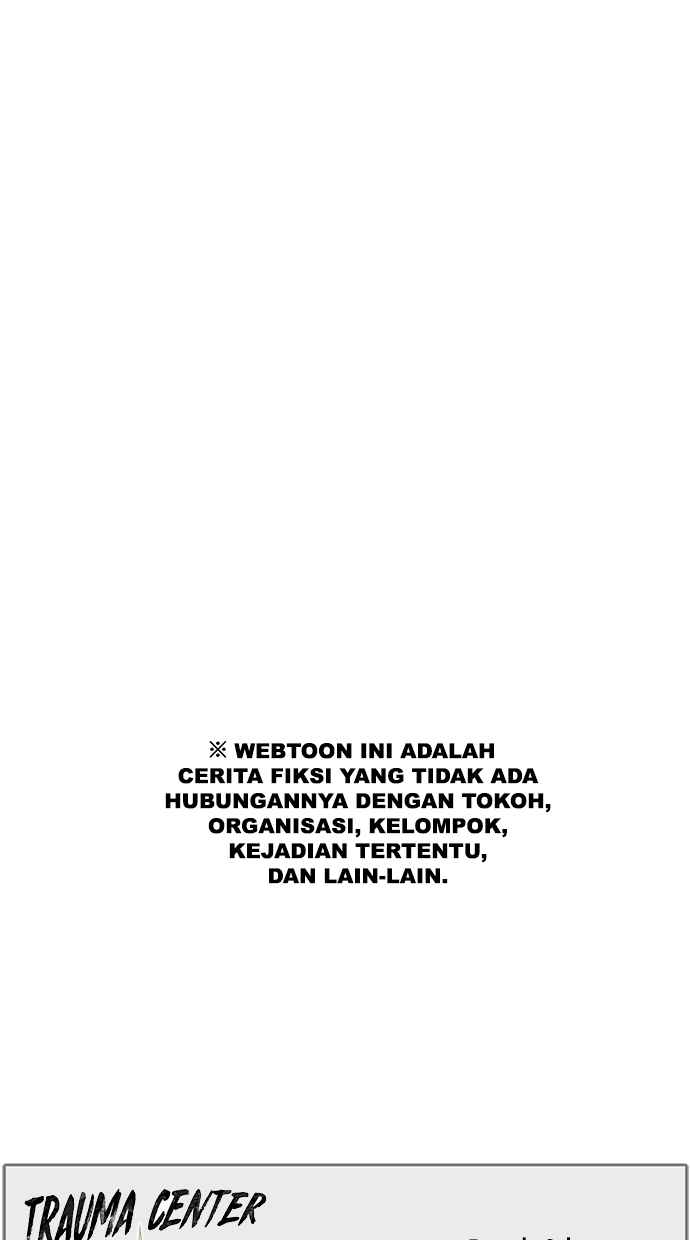 ※ WEBTOON INI ADALAH
CERITA FIKSI YANG TIDAK ADA
HUBUNGANNYA DENGAN TOKOH,
ORGANISASI, KELOMPOK,
KEJADIAN TERTENTU,
DAN LAIN-LAIN.
TRAUMA CENTER